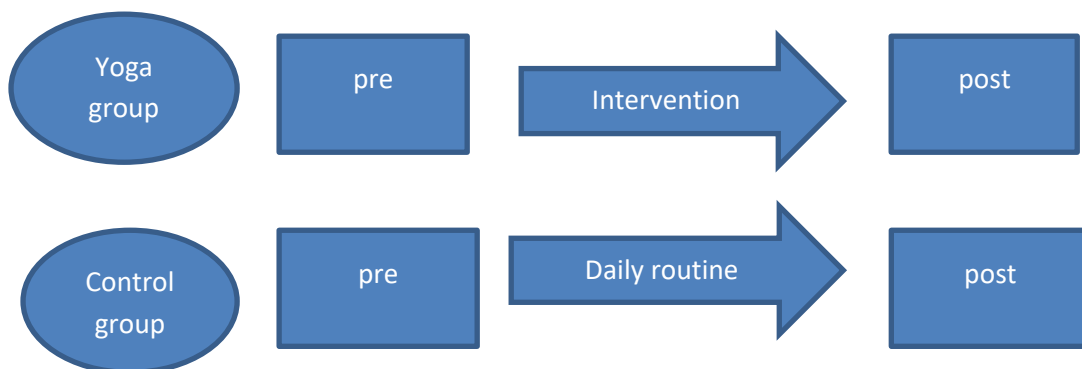 Yoga
group
pre
Intervention
post
Control
group
pre
Daily routine
post